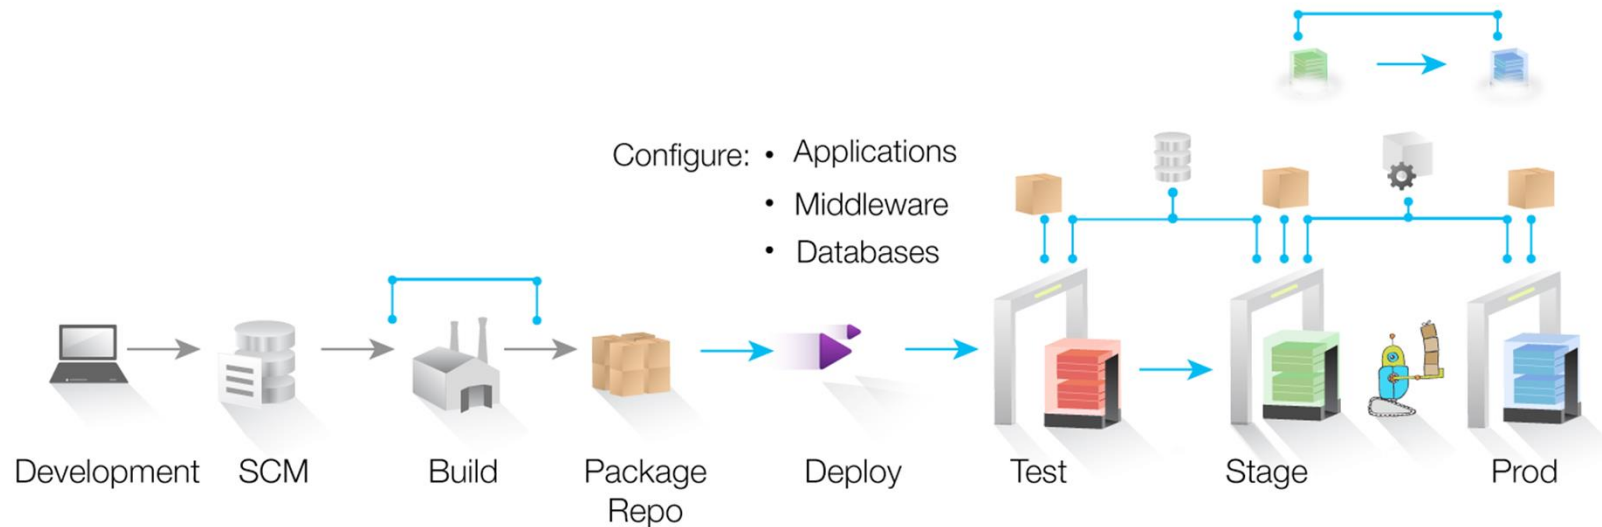 Configure: • Applications
• Middleware
• Databases
Development
SCM
Build
Package
Repo
Deploy
Test
Stage
Prod